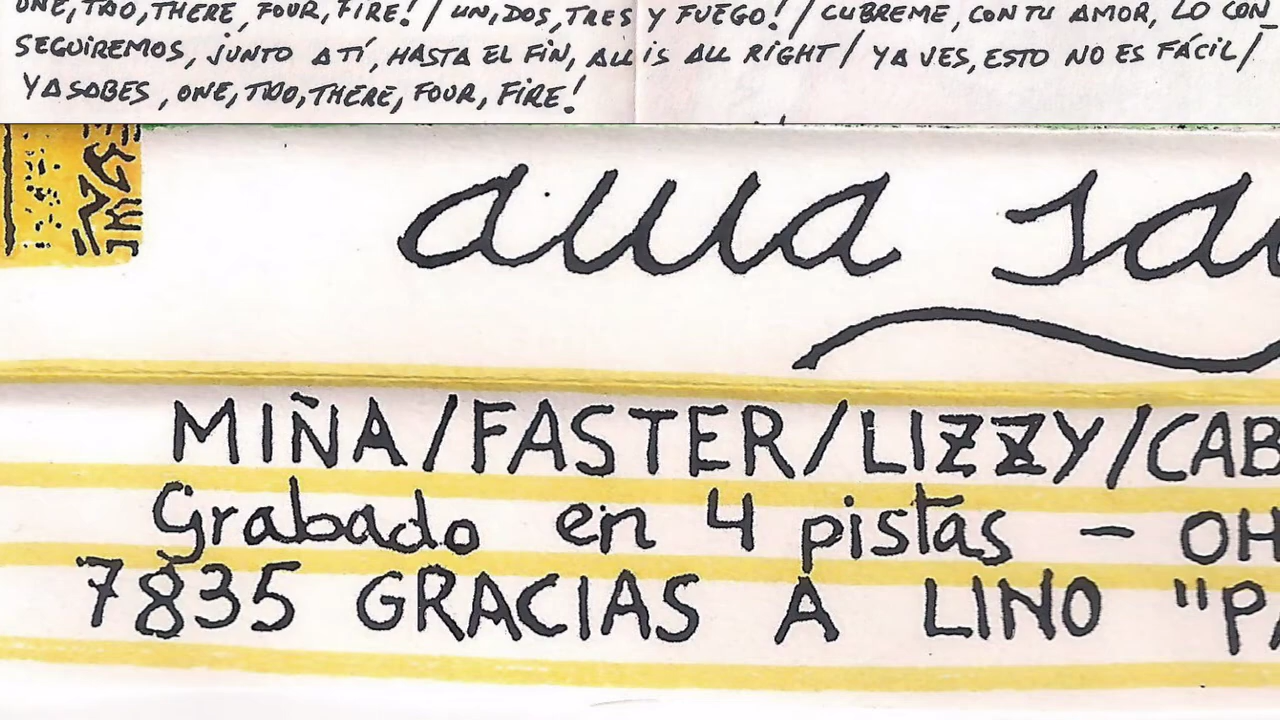 ONE, TWO, THERE, FOUR, FIRE! / UN, DOS, TRES Y FUEGO! / CUBREME, CON TU AMOR, LO CON_
SEGUIREMOS, JUNTO A TÍ, HASTA EL FIN, ALL IS ALL RIGHT / YA VES, ESTO NO ES FÁCIL /
YA SABES, ONE, TWO, THERE, FOUR, FIRE!
MIÑA/FASTER/LIZZY/CAB
Grabado en 4 pistas - OH
7835 GRACIAS A LINO "PA